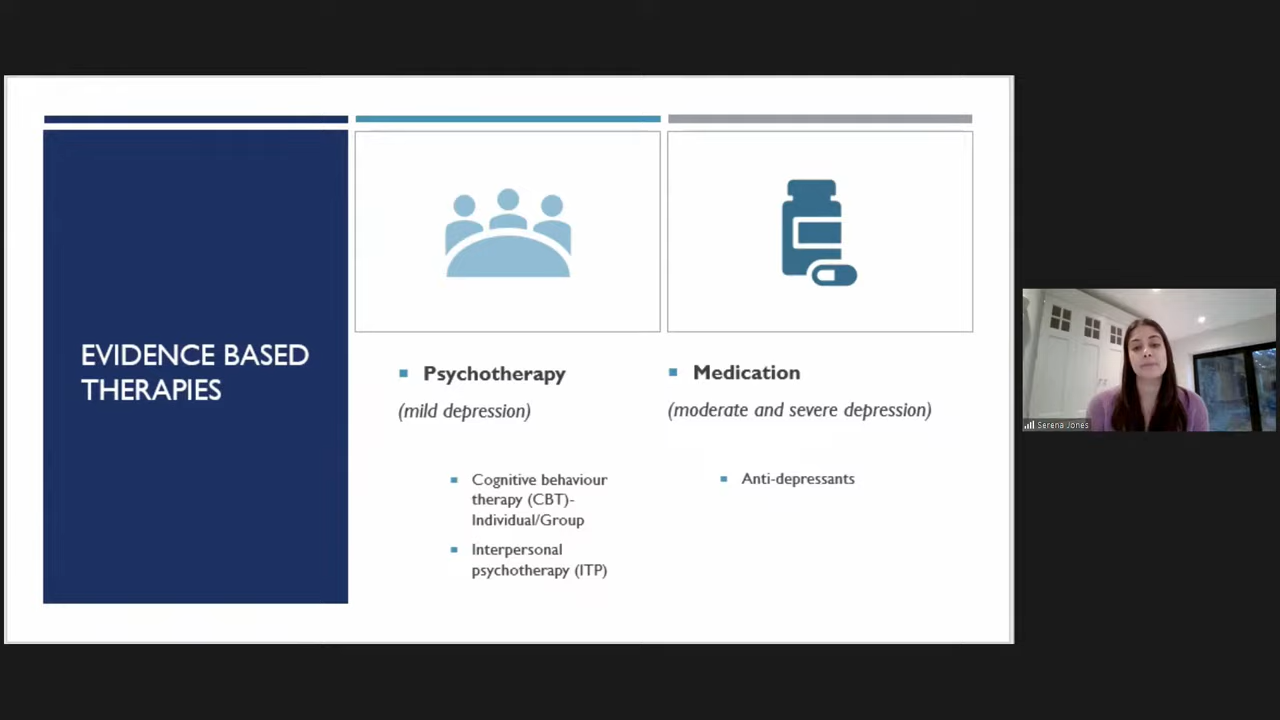 EVIDENCE BASED
THERAPIES
Psychotherapy
(mild depression)
Cognitive behaviour
therapy (CBT)-
Individual/Group
Interpersonal
psychotherapy (ITP)
Medication
(moderate and severe depression)
Anti-depressants
Serena Jones